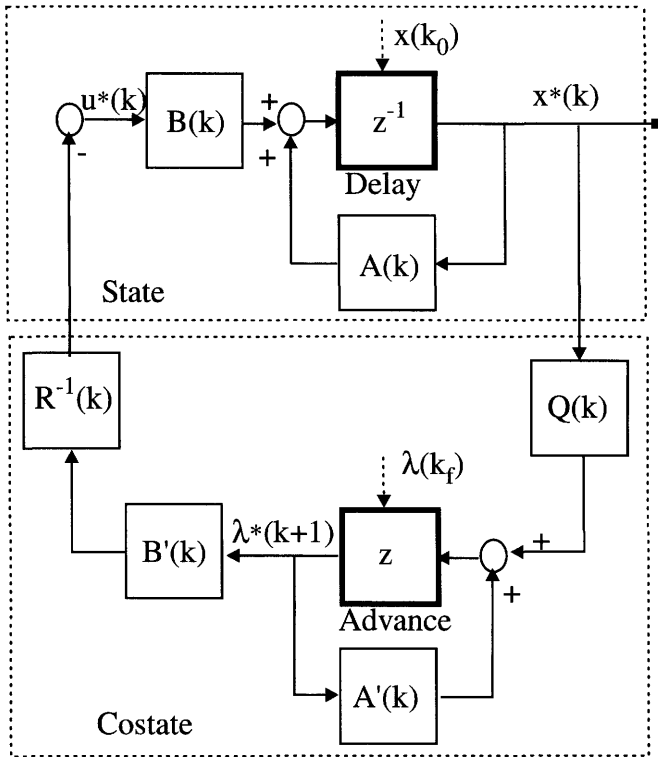 x(k₀)
u*(k)
B(k)
+
+
z⁻¹
x*(k)
-
Delay
A(k)
State
R⁻¹(k)
Q(k)
λ(k_f)
λ*(k+1)
B'(k)
z
+
+
Advance
A'(k)
Costate